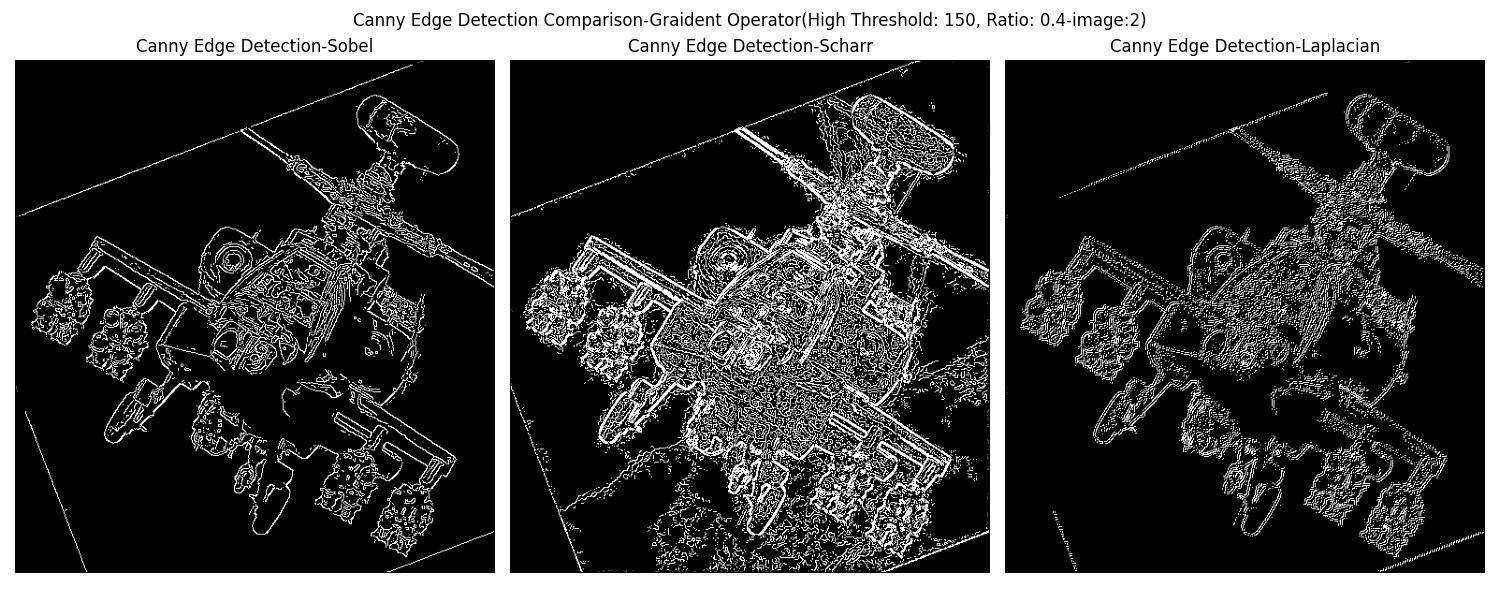 Canny Edge Detection Comparison-Graident Operator(High Threshold: 150, Ratio: 0.4-image:2)
Canny Edge Detection-Sobel
Canny Edge Detection-Scharr
Canny Edge Detection-Laplacian